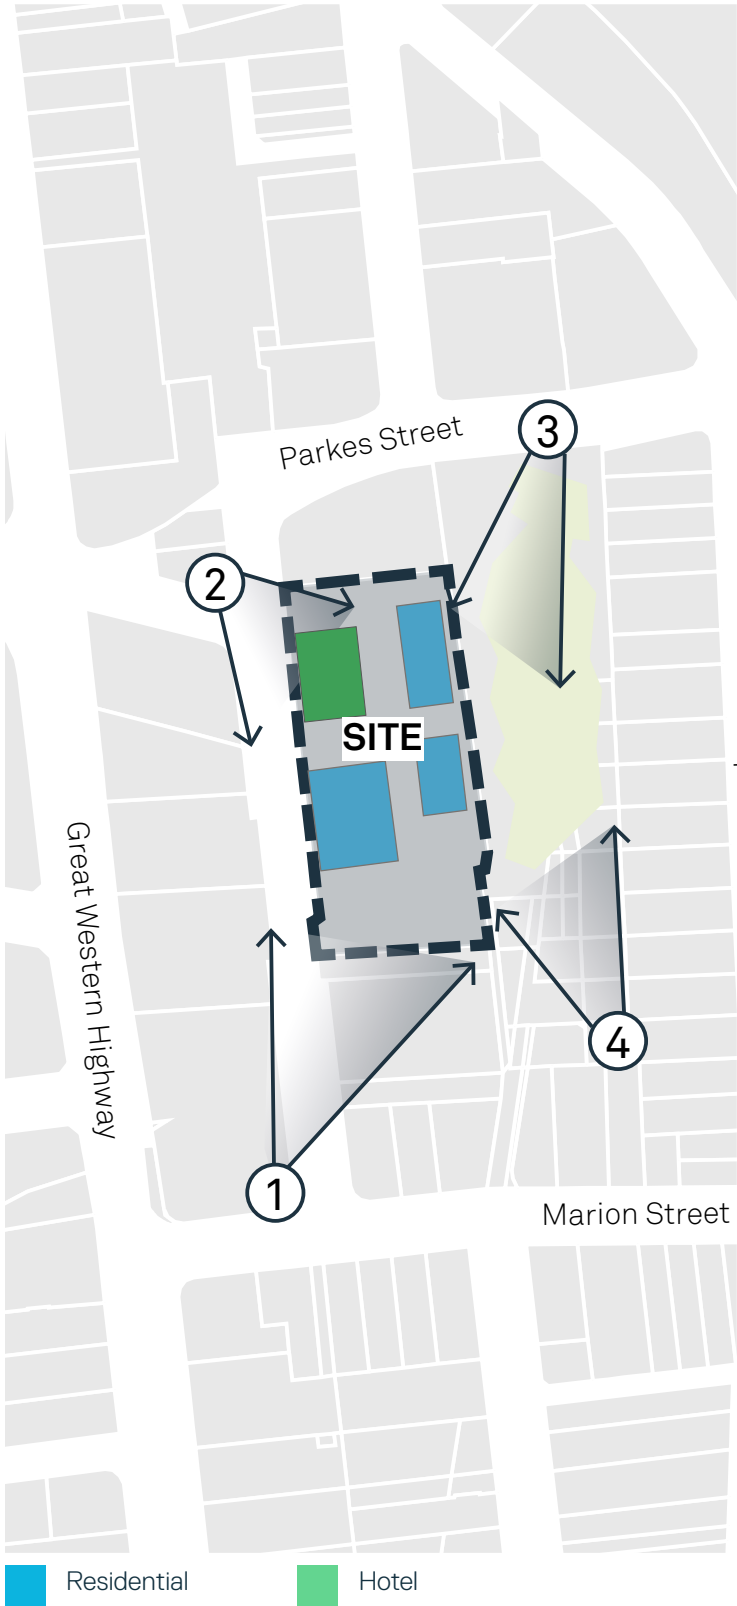 Parkes Street
3
2
SITE
Great Western Highway
4
1
Marion Street
Residential
Hotel